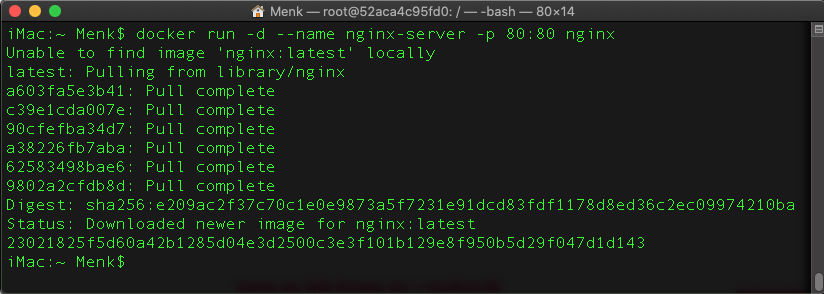 Menk — root@52aca4c95fd0: / — -bash — 80×14
iMac:~ Menk$ docker run -d --name nginx-server -p 80:80 nginx
Unable to find image 'nginx:latest' locally
latest: Pulling from library/nginx
a603fa5e3b41: Pull complete
c39e1cda007e: Pull complete
90cfefba34d7: Pull complete
a38226fb7aba: Pull complete
62583498bae6: Pull complete
9802a2cfdb8d: Pull complete
Digest: sha256:e209ac2f37c70c1e0e9873a5f7231e91dcd83fdf1178d8ed36c2ec09974210ba
Status: Downloaded newer image for nginx:latest
23021825f5d60a42b1285d04e3d2500c3e3f101b129e8f950b5d29f047d1d143
iMac:~ Menk$